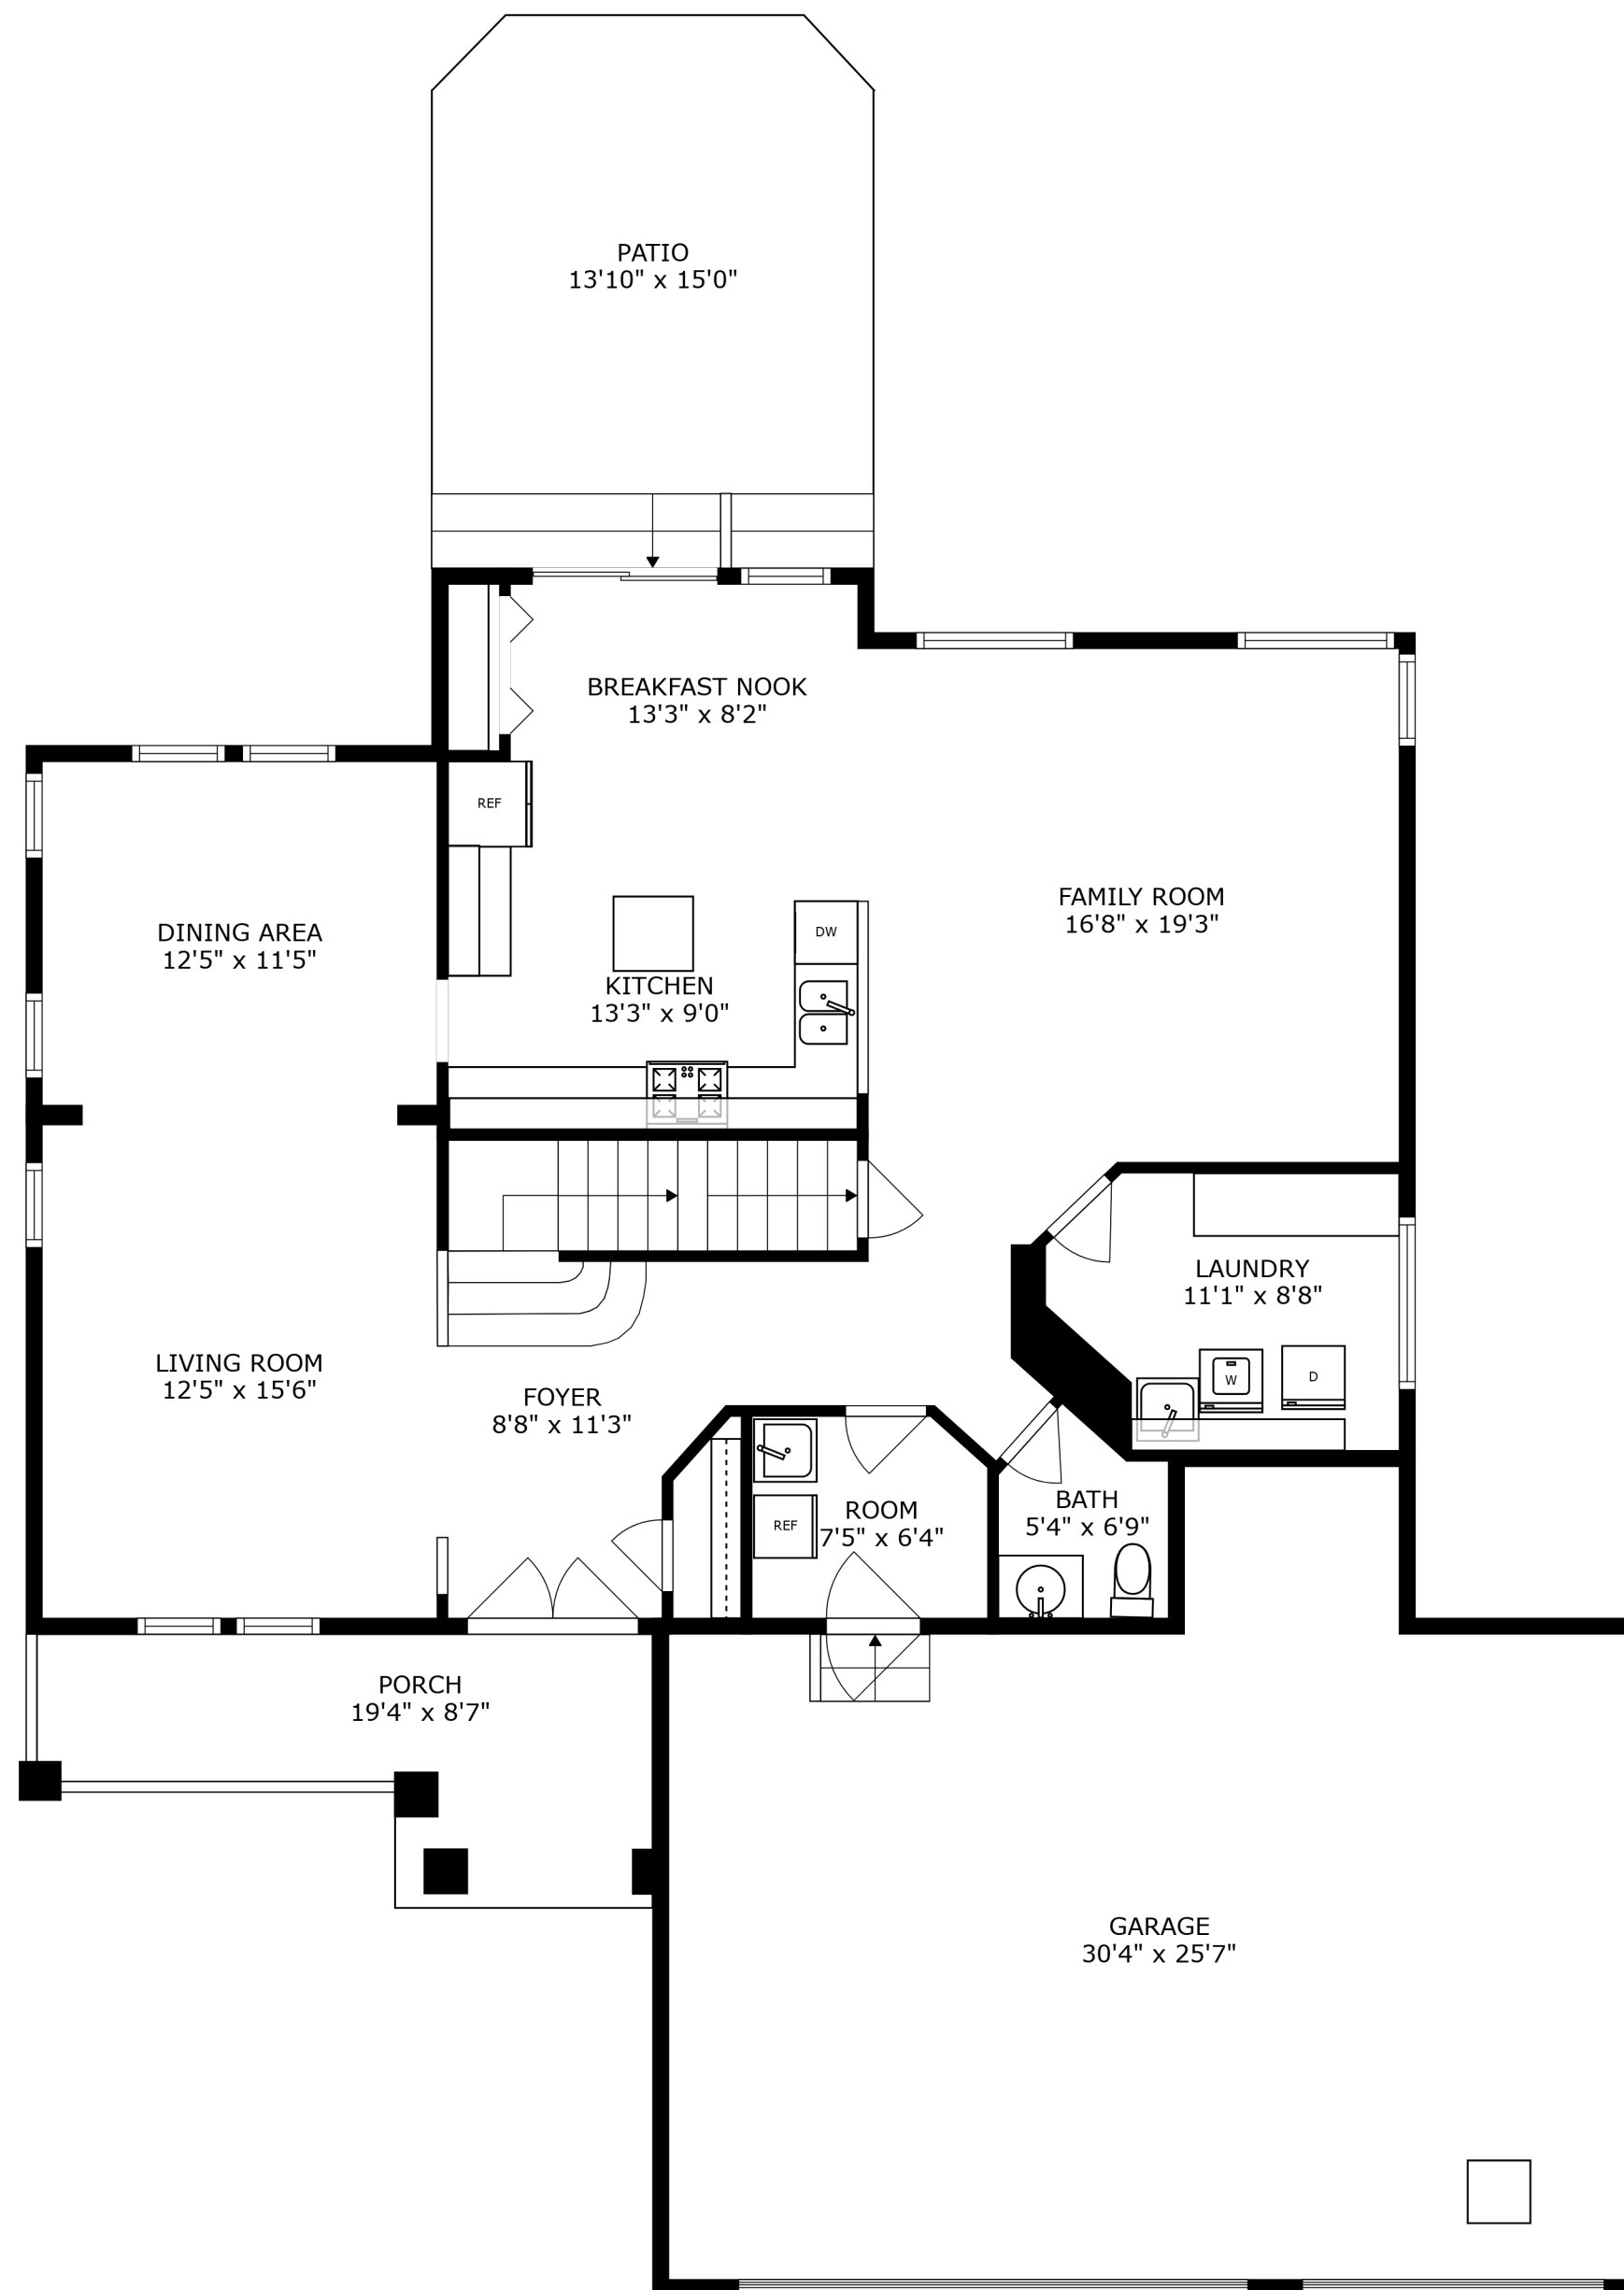 PATIO
13'10" x 15'0"
BREAKFAST NOOK
13'3" x 8'2"
REF
FAMILY ROOM
16'8" x 19'3"
DINING AREA
12'5" x 11'5"
DW
KITCHEN
13'3" x 9'0"
LAUNDRY
11'1" x 8'8"
LIVING ROOM
12'5" x 15'6"
W
D
FOYER
8'8" x 11'3"
BATH
5'4" x 6'9"
ROOM
7'5" x 6'4"
REF
PORCH
19'4" x 8'7"
GARAGE
30'4" x 25'7"